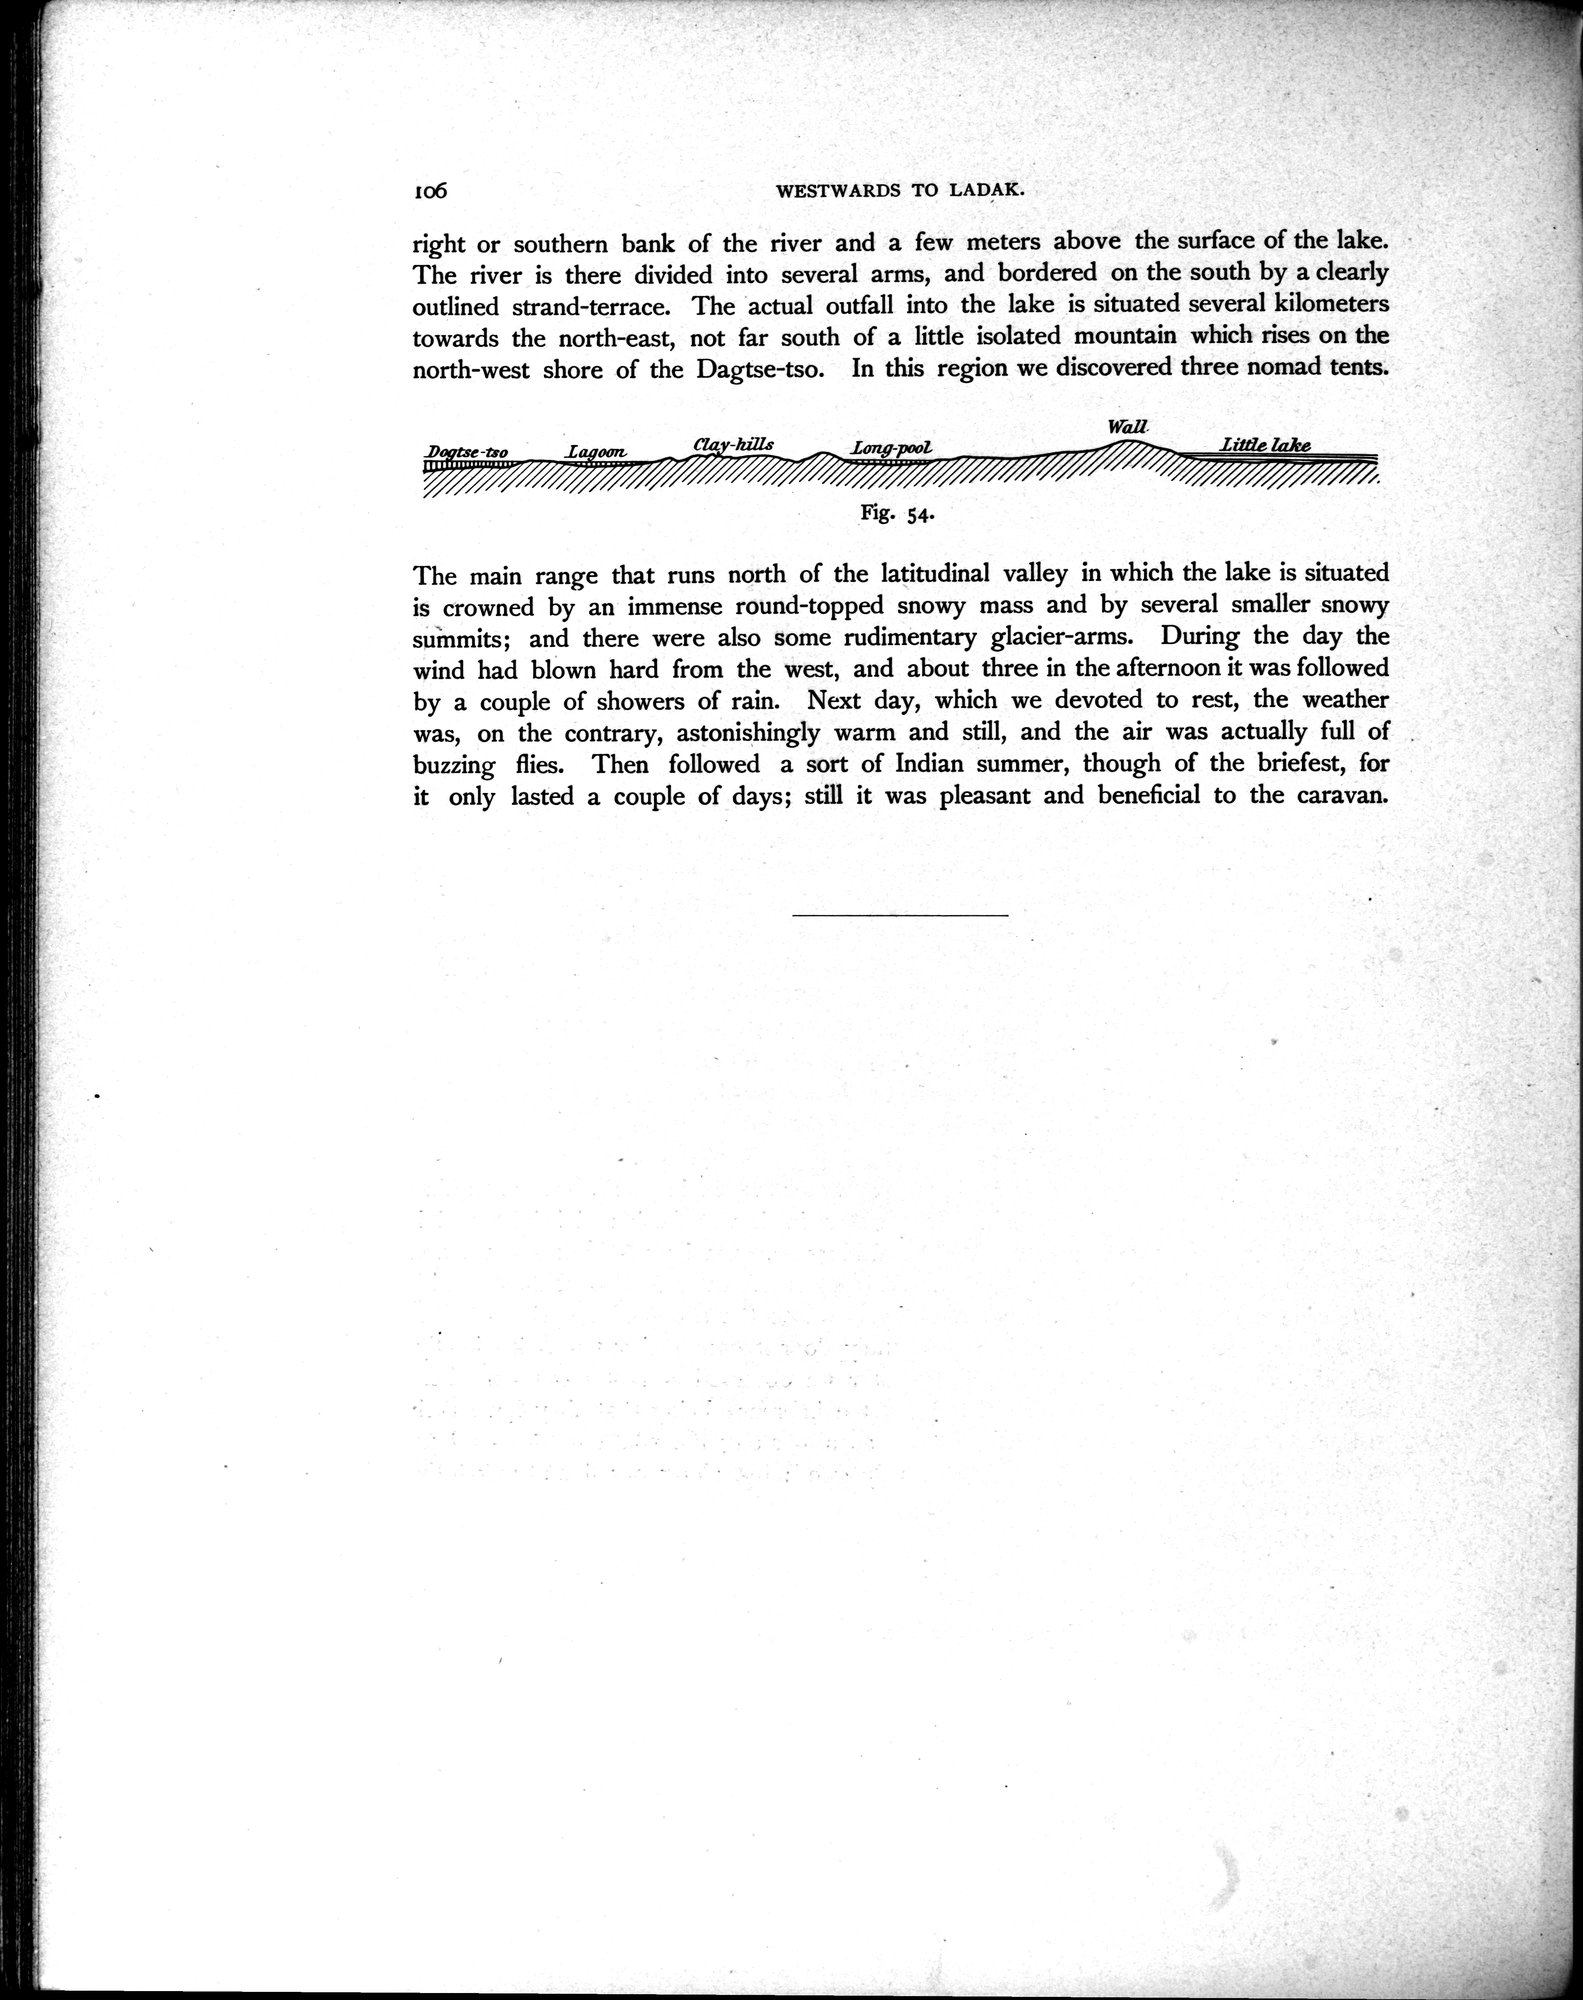 106
WESTWARDS TO LADAK.
right or southern bank of the river and a few meters above the surface of the lake.
The river is there divided into several arms, and bordered on the south by a clearly
outlined strand-terrace. The actual outfall into the lake is situated several kilometers
towards the north-east, not far south of a little isolated mountain which rises on the
north-west shore of the Dagtse-tso. In this region we discovered three nomad tents.
Wall
Dogtse-tso Lagoon Clay-hills Long-pool Little lake
Fig. 54.
The main range that runs north of the latitudinal valley in which the lake is situated
is crowned by an immense round-topped snowy mass and by several smaller snowy
summits; and there were also some rudimentary glacier-arms. During the day the
wind had blown hard from the west, and about three in the afternoon it was followed
by a couple of showers of rain. Next day, which we devoted to rest, the weather
was, on the contrary, astonishingly warm and still, and the air was actually full of
buzzing flies. Then followed a sort of Indian summer, though of the briefest, for
it only lasted a couple of days; still it was pleasant and beneficial to the caravan.